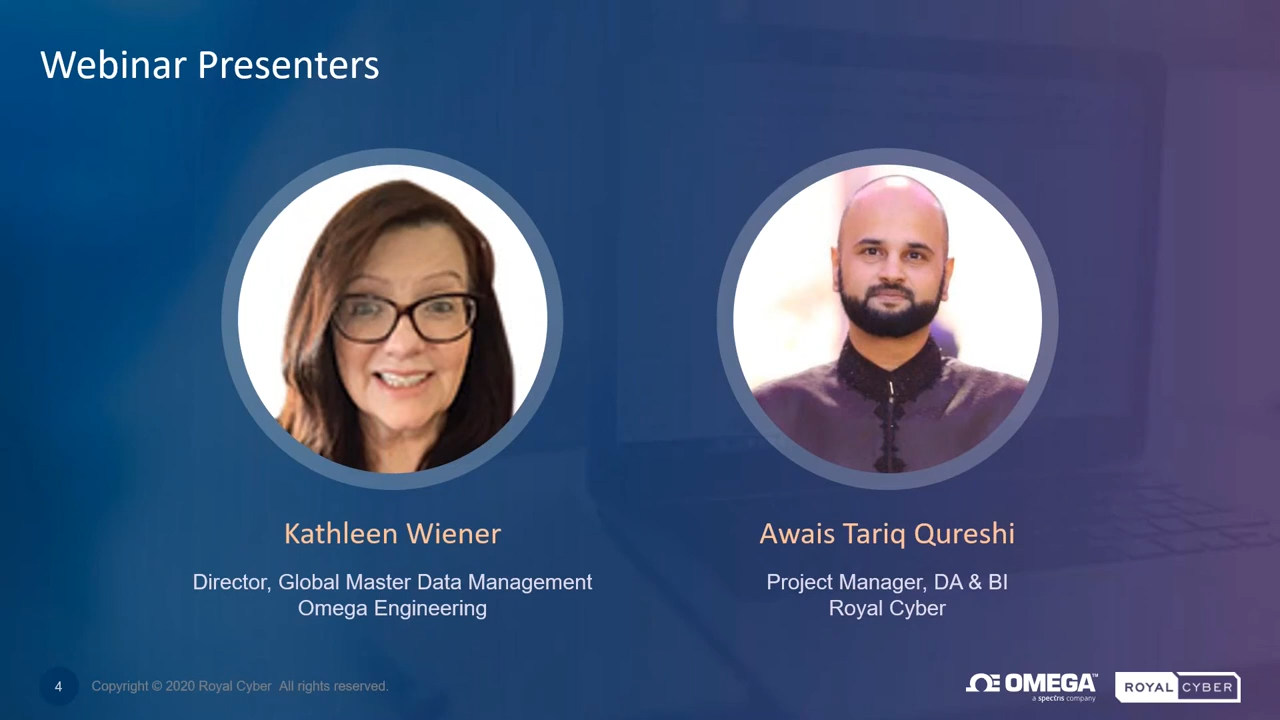 Webinar Presenters
Kathleen Wiener
Director, Global Master Data Management
Omega Engineering
Awais Tariq Qureshi
Project Manager, DA & BI
Royal Cyber
4
Copyright © 2020 Royal Cyber All rights reserved.
OMEGA™
a spectris company
ROYAL CYBER